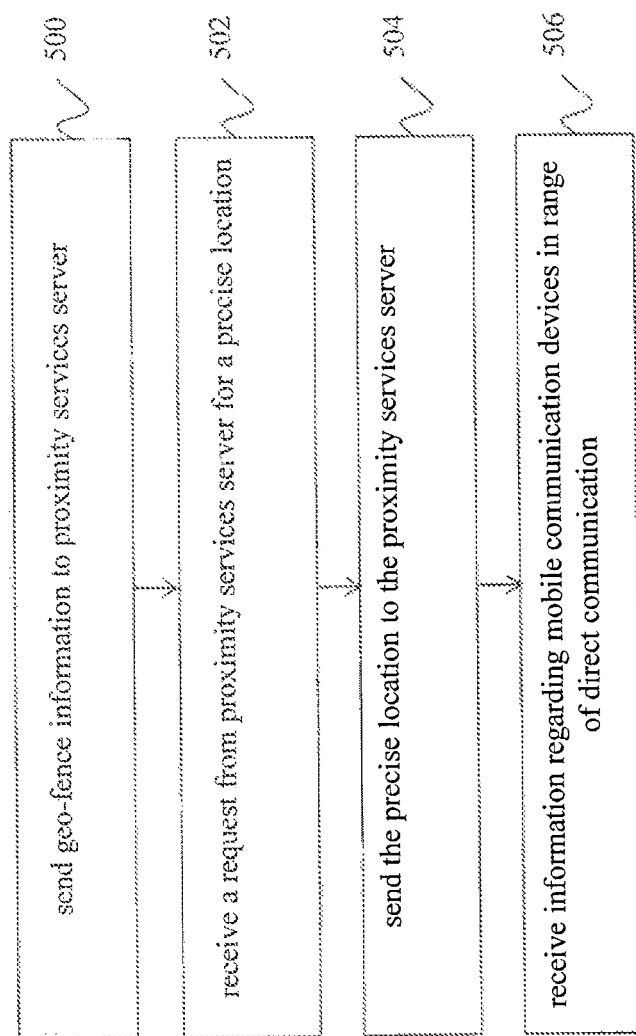 500
send geo-fence information to proximity services server
502
receive a request from proximity services server for a precise location
504
send the precise location to the proximity services server
506
receive information regarding mobile communication devices in range
of direct communication